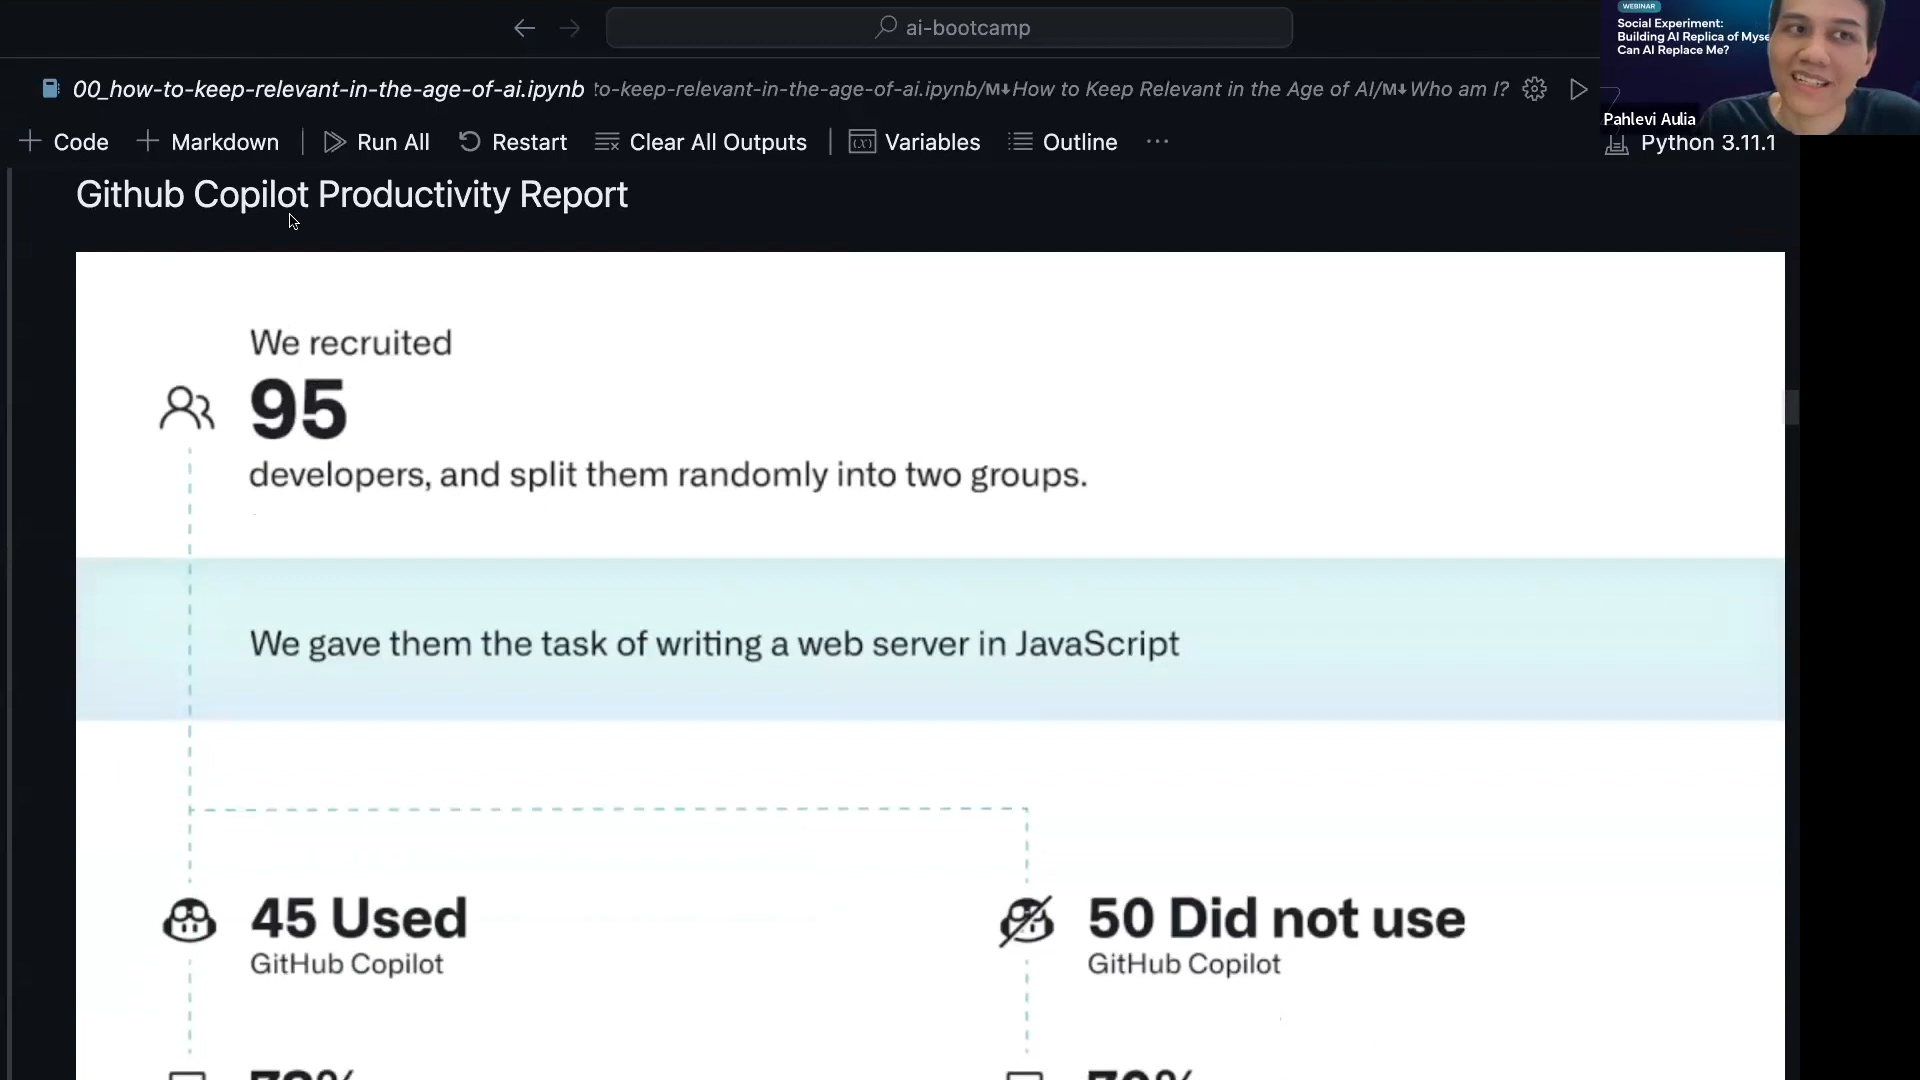 ai-bootcamp
WEBINAR
Social Experiment:
Building AI Replica of Myse
Can AI Replace Me?
Pahlevi Aulia
00_how-to-keep-relevant-in-the-age-of-ai.ipynb to-keep-relevant-in-the-age-of-ai.ipynb/M↓How to Keep Relevant in the Age of AI/M↓Who am I?
Code Markdown Run All Restart Clear All Outputs (x) Variables Outline ... Python 3.11.1
Github Copilot Productivity Report
We recruited
95
developers, and split them randomly into two groups.
We gave them the task of writing a web server in JavaScript
45 Used
GitHub Copilot
50 Did not use
GitHub Copilot